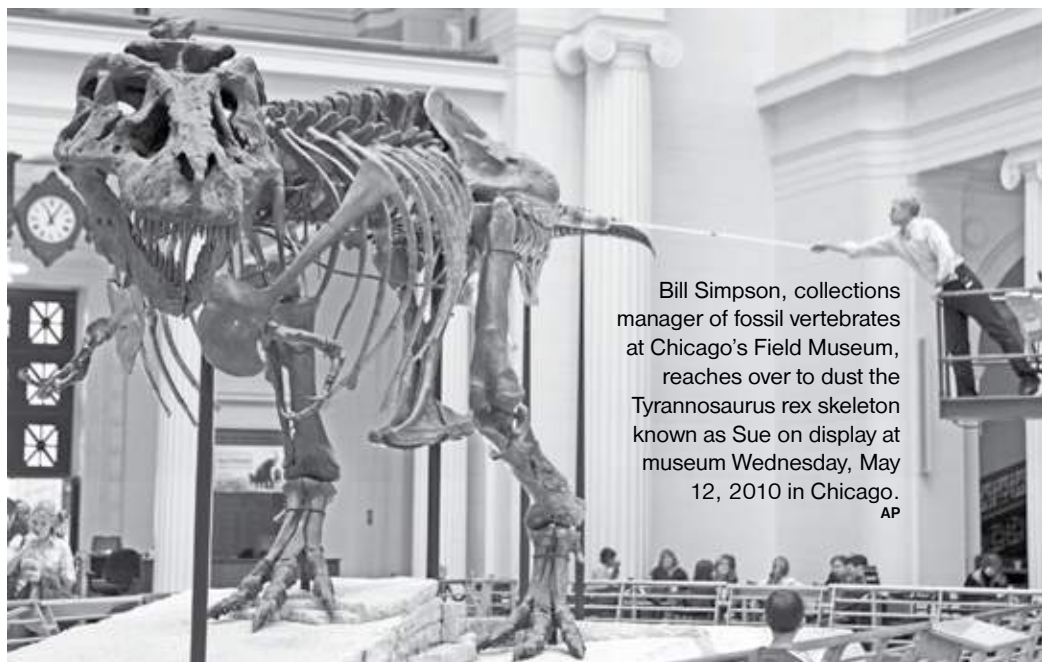 Bill Simpson, collections
manager of fossil vertebrates
at Chicago’s Field Museum,
reaches over to dust the
Tyrannosaurus rex skeleton
known as Sue on display at
museum Wednesday, May
12, 2010 in Chicago.
AP